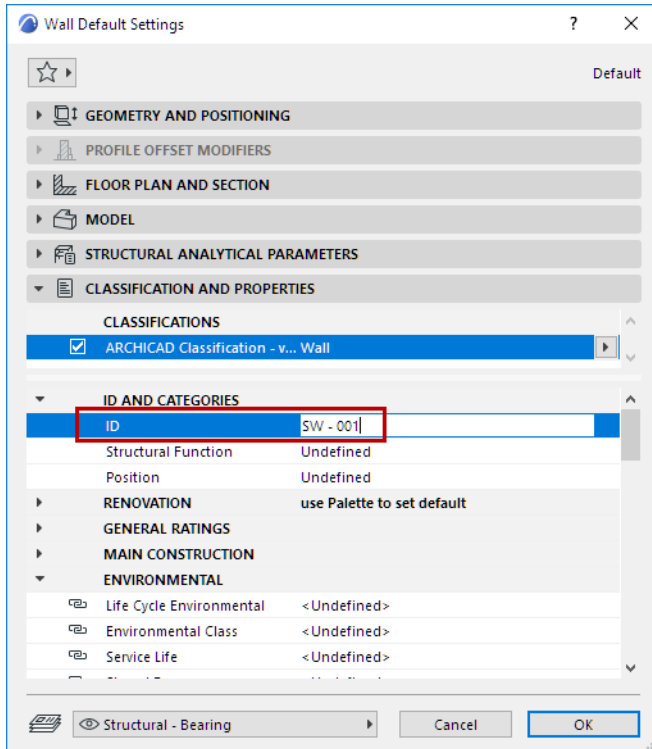 Wall Default Settings ? ×
Default
GEOMETRY AND POSITIONING
PROFILE OFFSET MODIFIERS
FLOOR PLAN AND SECTION
MODEL
STRUCTURAL ANALYTICAL PARAMETERS
CLASSIFICATION AND PROPERTIES
CLASSIFICATIONS
ARCHICAD Classification - v... Wall
ID AND CATEGORIES
ID SW - 001
Structural Function Undefined
Position Undefined
RENOVATION use Palette to set default
GENERAL RATINGS
MAIN CONSTRUCTION
ENVIRONMENTAL
Life Cycle Environmental <Undefined>
Environmental Class <Undefined>
Service Life <Undefined>
Structural - Bearing Cancel OK